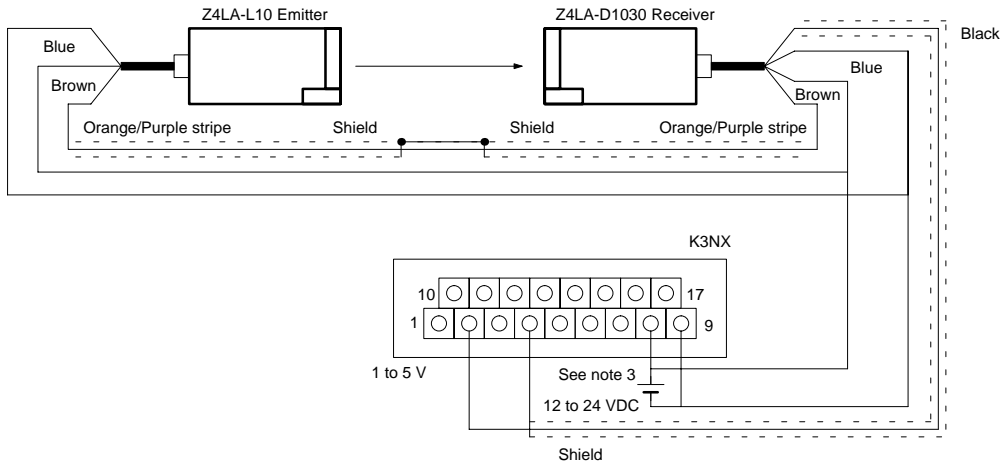 Z4LA-L10 Emitter
Z4LA-D1030 Receiver
Black
Blue
Blue
Brown
Brown
Orange/Purple stripe
Shield
Shield
Orange/Purple stripe
K3NX
10
17
1
9
1 to 5 V
See note 3
12 to 24 VDC
Shield